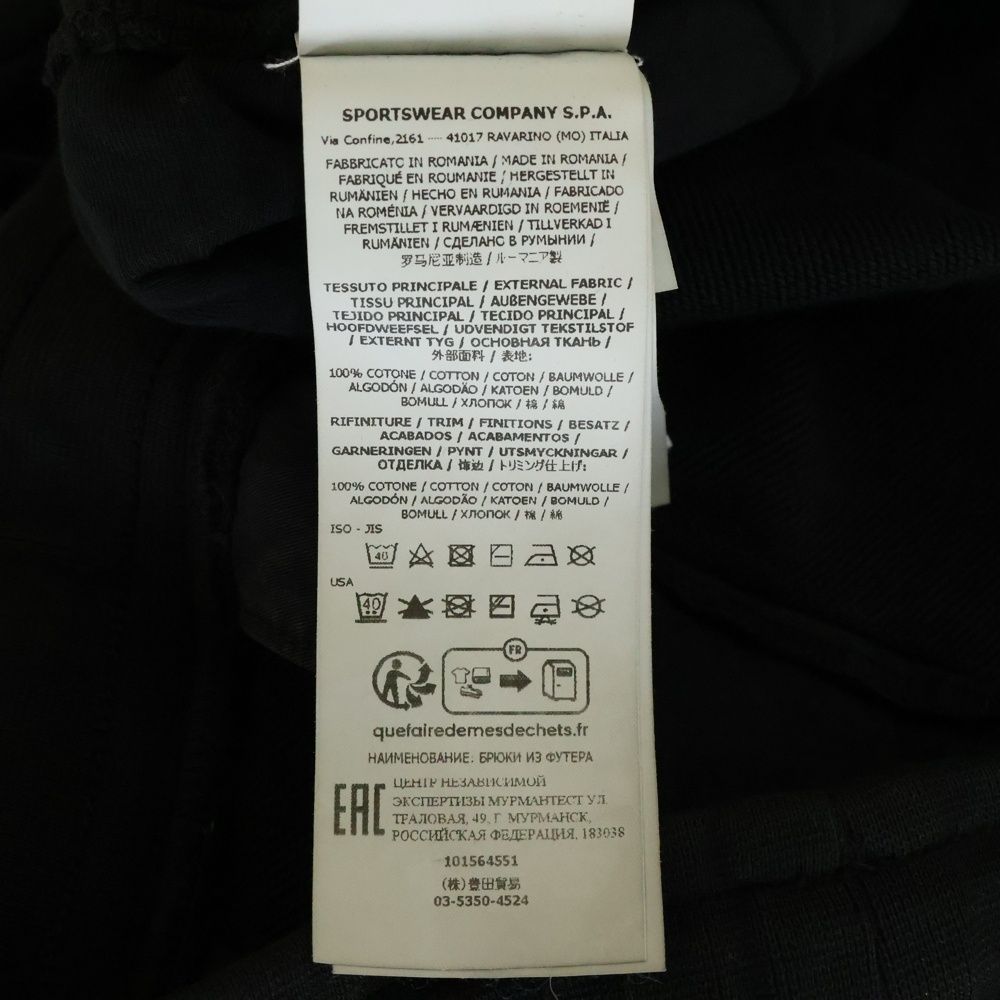 SPORTSWEAR COMPANY S.P.A.
Via Confine,2161 ---- 41017 RAVARINO (MO) ITALIA
FABBRICATO IN ROMANIA / MADE IN ROMANIA /
FABRIQUÉ EN ROUMANIE / HERGESTELLT IN
RUMÄNIEN / HECHO EN RUMANIA / FABRICADO
NA ROMÉNIA / VERVAARDIGD IN ROEMENIË /
FREMSTILLET I RUMÆNIEN / TILLVERKAD I
RUMÄNIEN / СДЕЛАНО В РУМЫНИИ /
罗马尼亚制造 / ルーマニア製
TESSUTO PRINCIPALE / EXTERNAL FABRIC /
TISSU PRINCIPAL / AUßENGEWEBE /
TEJIDO PRINCIPAL / TECIDO PRINCIPAL /
HOOFDWEEFSEL / UDVENDIGT TEKSTILSTOF
/ EXTERNT TYG / ОСНОВНАЯ ТКАНЬ /
外部面料 / 表地:
100% COTONE / COTTON / COTON / BAUMWOLLE /
ALGODÓN / ALGODÃO / KATOEN / BOMULD /
BOMULL / ХЛОПОК / 棉 / 綿
RIFINITURE / TRIM / FINITIONS / BESATZ /
ACABADOS / ACABAMENTOS /
GARNERINGEN / PYNT / UTSMYCKNINGAR /
ОТДЕЛКА / 饰边 / トリミング仕上げ:
100% COTONE / COTTON / COTON / BAUMWOLLE /
ALGODÓN / ALGODÃO / KATOEN / BOMULD /
BOMULL / ХЛОПОК / 棉 / 綿
ISO - JIS
40
USA
40
FR
quefairedemesdechets.fr
НАИМЕНОВАНИЕ: БРЮКИ ИЗ ФУТЕРА
EAC
ЦЕНТР НЕЗАВИСИМОЙ
ЭКСПЕРТИЗЫ МУРМАНТЕСТ УЛ.
ТРАЛОВАЯ, 49, Г. МУРМАНСК,
РОССИЙСКАЯ ФЕДЕРАЦИЯ, 183038
101564551
(株)豊田貿易
03-5350-4524